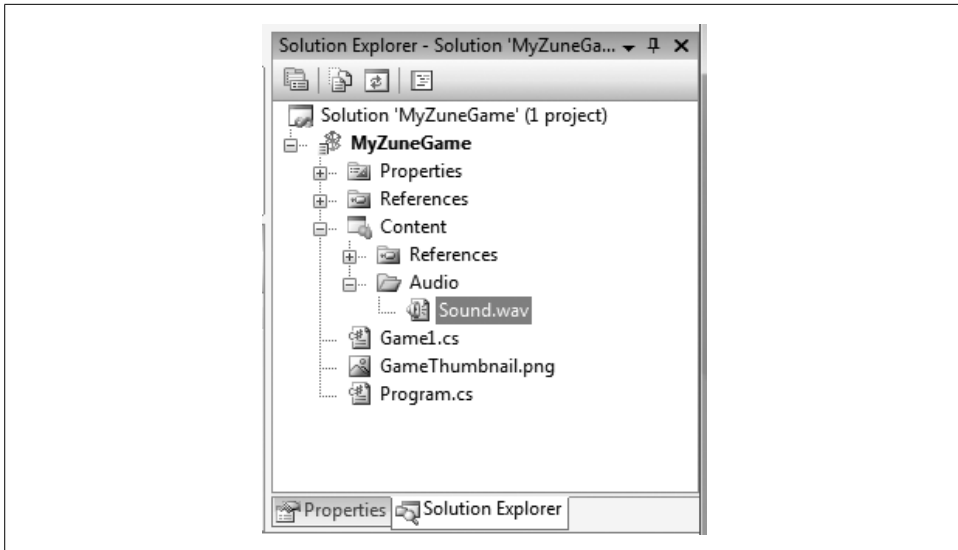 Solution Explorer - Solution 'MyZuneGa...
Solution 'MyZuneGame' (1 project)
MyZuneGame
Properties
References
Content
References
Audio
Sound.wav
Game1.cs
GameThumbnail.png
Program.cs
Properties
Solution Explorer